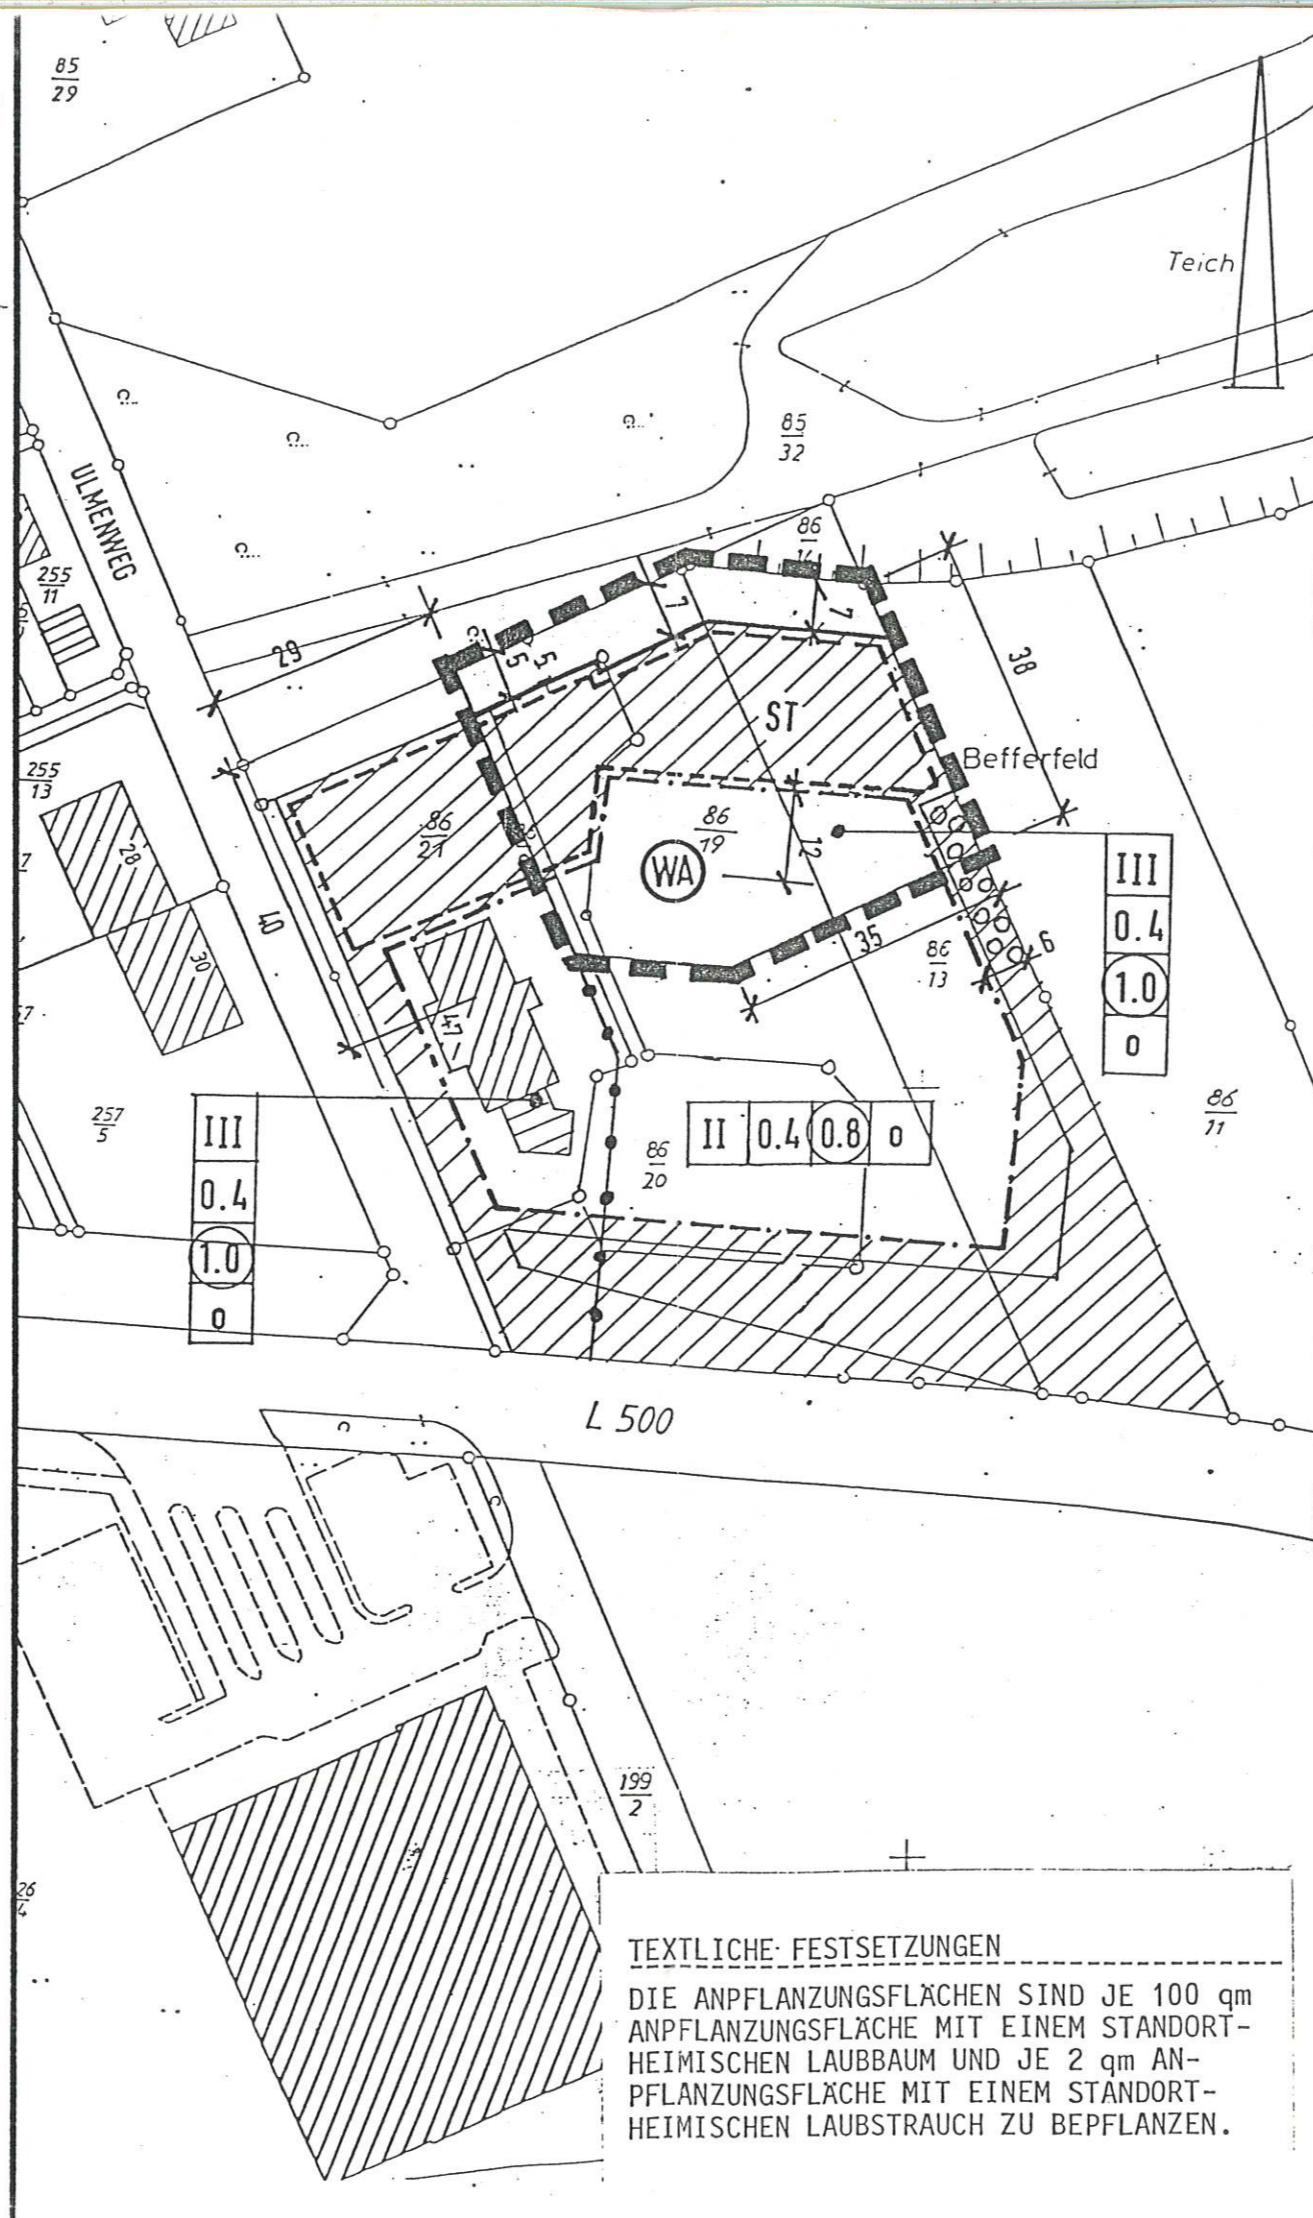 85
29
Teich
85
32
ULMENWEG
86
255
11
29
5
5
7
7
38
ST
Befferfeld
255
13
86
21
86
19
12
WA
28
III
0.4
1.0
0
40
30
35
86
13
6
47
257
5
III
0.4
1.0
0
II 0.4 0.8 0
86
20
86
11
L 500
199
2
26
4
TEXTLICHE FESTSETZUNGEN
DIE ANPFLANZUNGSFLÄCHEN SIND JE 100 qm
ANPFLANZUNGSFLÄCHE MIT EINEM STANDORT-
HEIMISCHEN LAUBBAUM UND JE 2 qm AN-
PFLANZUNGSFLÄCHE MIT EINEM STANDORT-
HEIMISCHEN LAUBSTRAUCH ZU BEPFLANZEN.